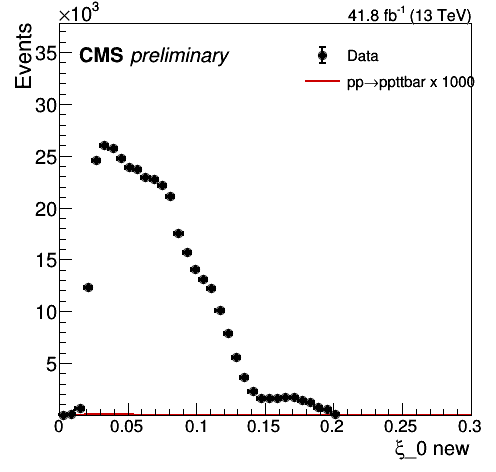 ×10³
41.8 fb⁻¹ (13 TeV)
Events
CMS preliminary
Data
pp→ppttbar x 1000
35
30
25
20
15
10
5
0 0.05 0.1 0.15 0.2 0.25 0.3
ξ_0 new